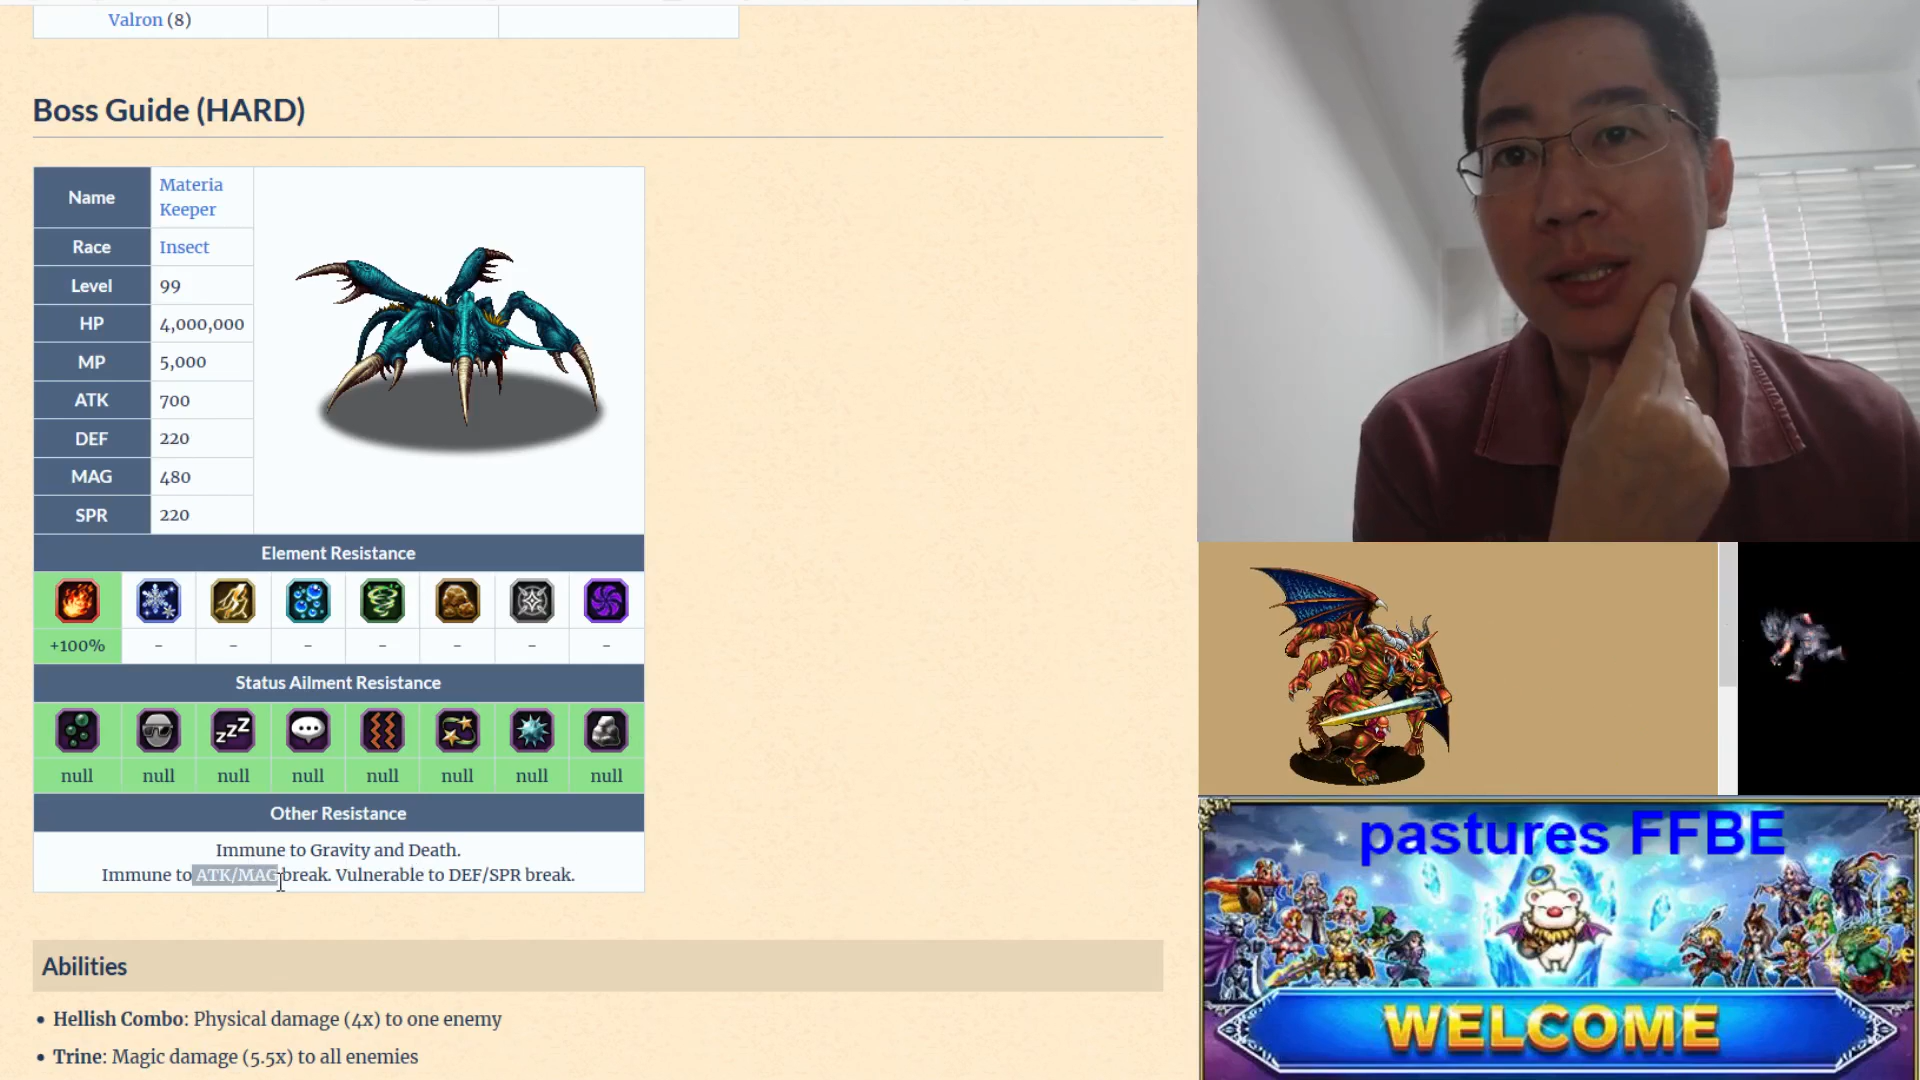 Valron (8)
Boss Guide (HARD)
Name
Materia
Keeper
Race
Insect
Level
99
HP
4,000,000
MP
5,000
ATK
700
DEF
220
MAG
480
SPR
220
Element Resistance
+100%
-
-
-
-
-
-
-
Status Ailment Resistance
zzZ
null
null
null
null
null
null
null
null
Other Resistance
Immune to Gravity and Death.
Immune to ATK/MAG break. Vulnerable to DEF/SPR break.
Abilities
• Hellish Combo: Physical damage (4x) to one enemy
• Trine: Magic damage (5.5x) to all enemies
pastures FFBE
WELCOME